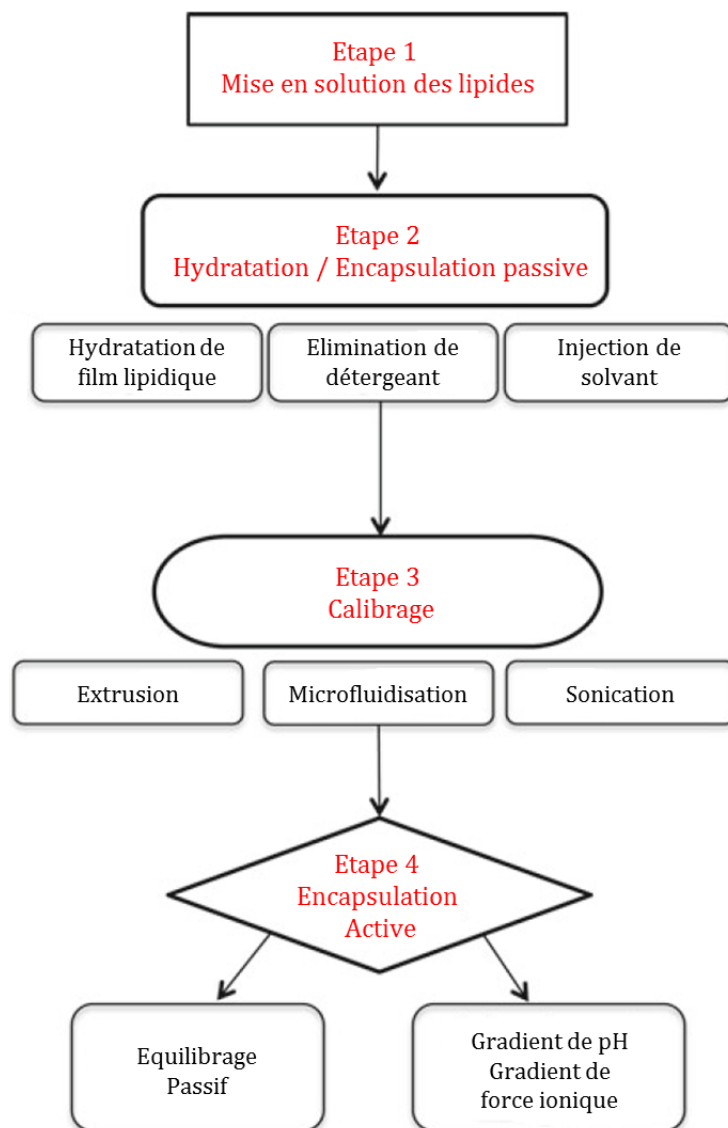 Etape 1
Mise en solution des lipides
Etape 2
Hydratation / Encapsulation passive
Hydratation de
film lipidique
Elimination de
détergeant
Injection de
solvant
Etape 3
Calibrage
Extrusion
Microfluidisation
Sonication
Etape 4
Encapsulation
Active
Equilibrage
Passif
Gradient de pH
Gradient de
force ionique